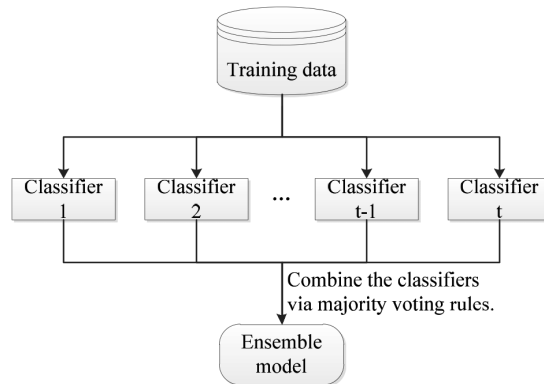 Training data
Classifier
1
Classifier
2
...
Classifier
t-1
Classifier
t
Combine the classifiers
via majority voting rules.
Ensemble
model